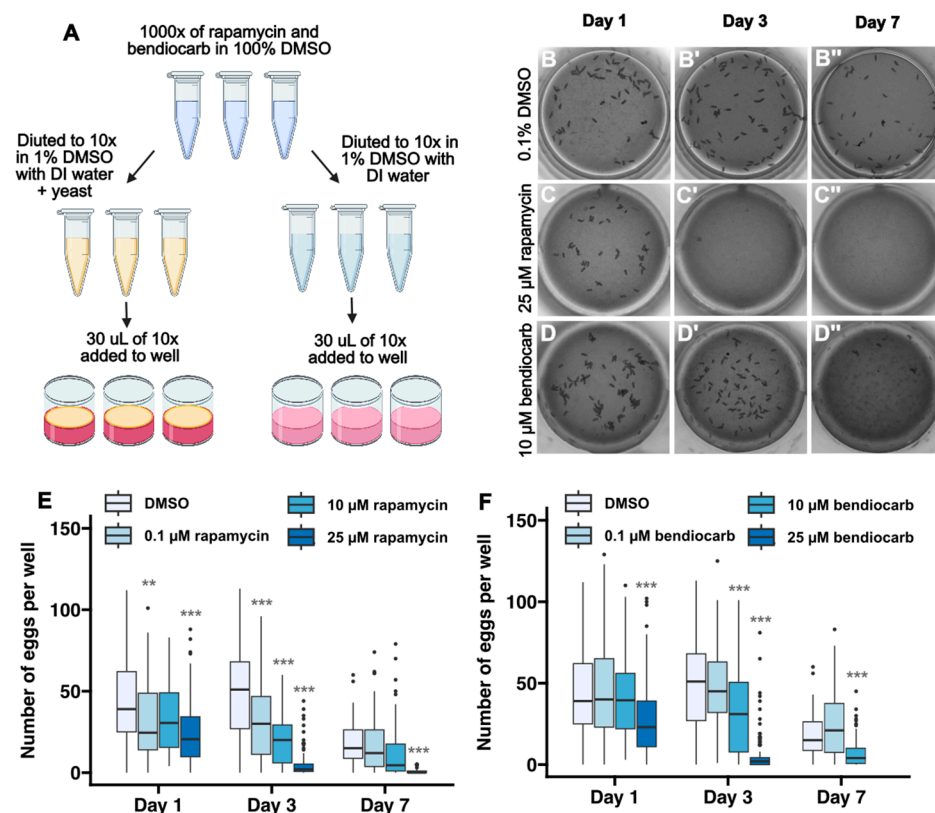 A
1000x of rapamycin and
bendiocarb in 100% DMSO
Diluted to 10x
in 1% DMSO
with DI water
+ yeast
Diluted to 10x in
1% DMSO with
DI water
30 uL of 10x
added to well
30 uL of 10x
added to well
Day 1
Day 3
Day 7
0.1% DMSO
B
B'
B"
25 µM rapamycin
C
C'
C"
10 µM bendiocarb
D
D'
D"
E
DMSO
0.1 µM rapamycin
10 µM rapamycin
25 µM rapamycin
Number of eggs per well
150
100
50
0
**
***
***
***
***
***
Day 1
Day 3
Day 7
F
DMSO
0.1 µM bendiocarb
10 µM bendiocarb
25 µM bendiocarb
Number of eggs per well
150
100
50
0
***
***
***
***
Day 1
Day 3
Day 7